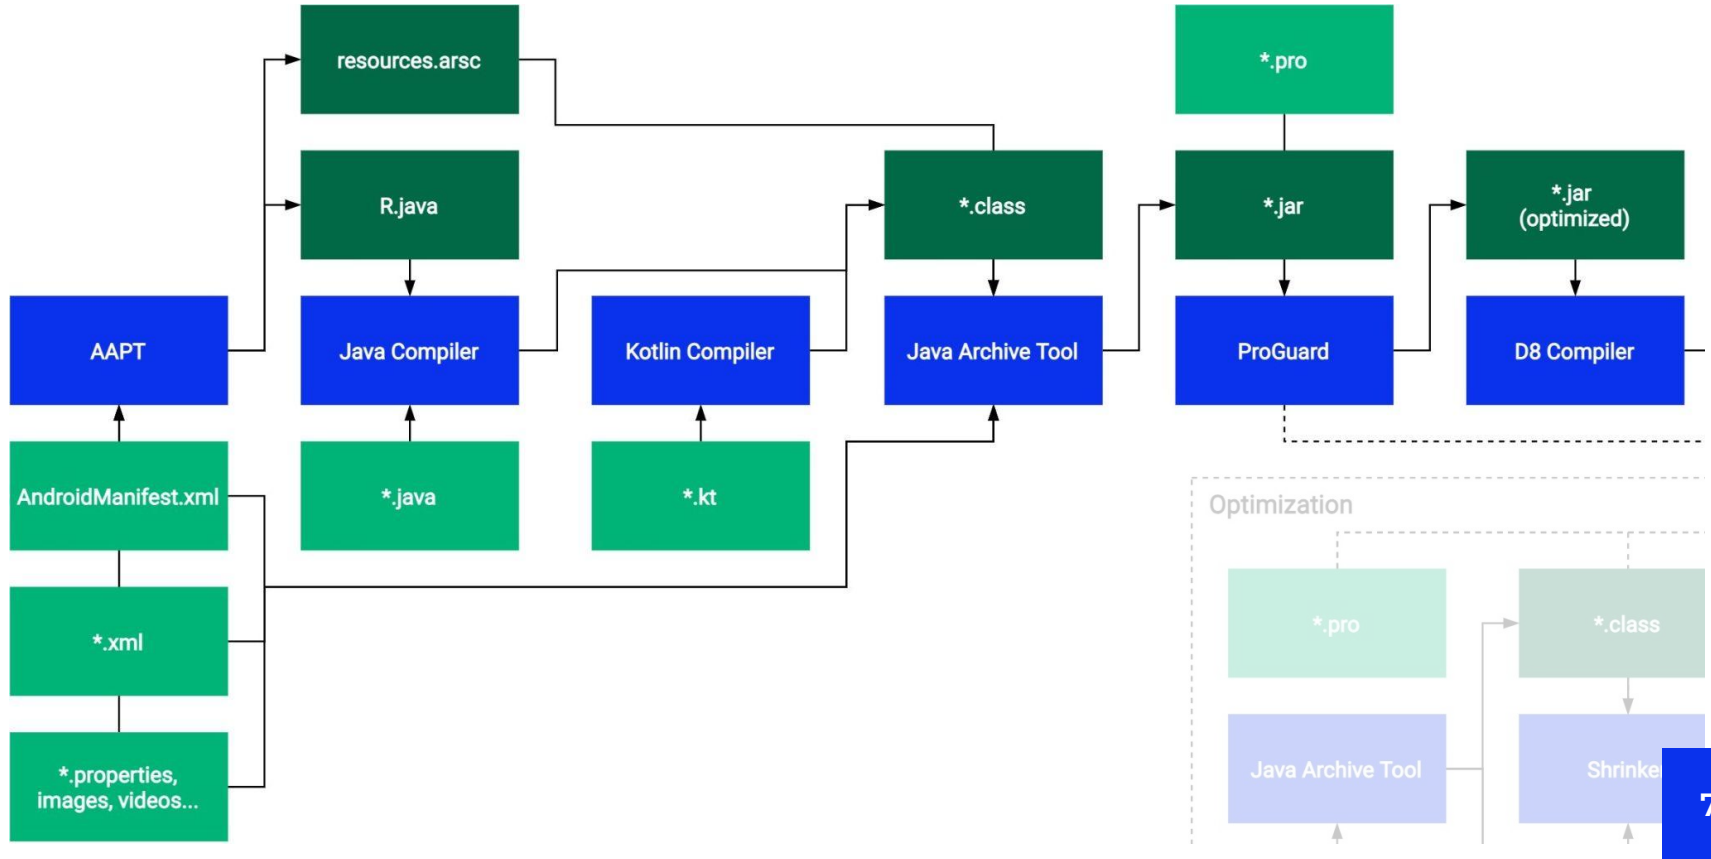 resources.arsc
*.pro
R.java
*.class
*.jar
*.jar
(optimized)
AAPT
Java Compiler
Kotlin Compiler
Java Archive Tool
ProGuard
D8 Compiler
AndroidManifest.xml
*.java
*.kt
Optimization
*.xml
*.pro
*.class
*.properties,
images, videos...
Java Archive Tool
7